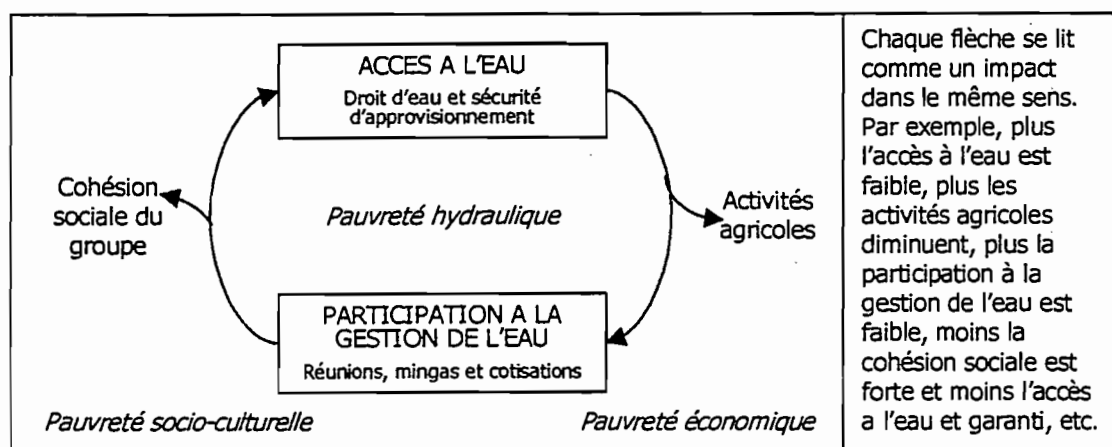 ACCES A L'EAU
Droit d'eau et sécurité
d'approvisionnement
Cohésion
sociale du
groupe
Pauvreté hydraulique
Activités
agricoles
PARTICIPATION A LA
GESTION DE L'EAU
Réunions, mingas et cotisations
Pauvreté socio-culturelle
Pauvreté économique
Chaque flèche se lit
comme un impact
dans le même sens.
Par exemple, plus
l'accès à l'eau est
faible, plus les
activités agricoles
diminuent, plus la
participation à la
gestion de l'eau est
faible, moins la
cohésion sociale est
forte et moins l'accès
a l'eau et garanti, etc.